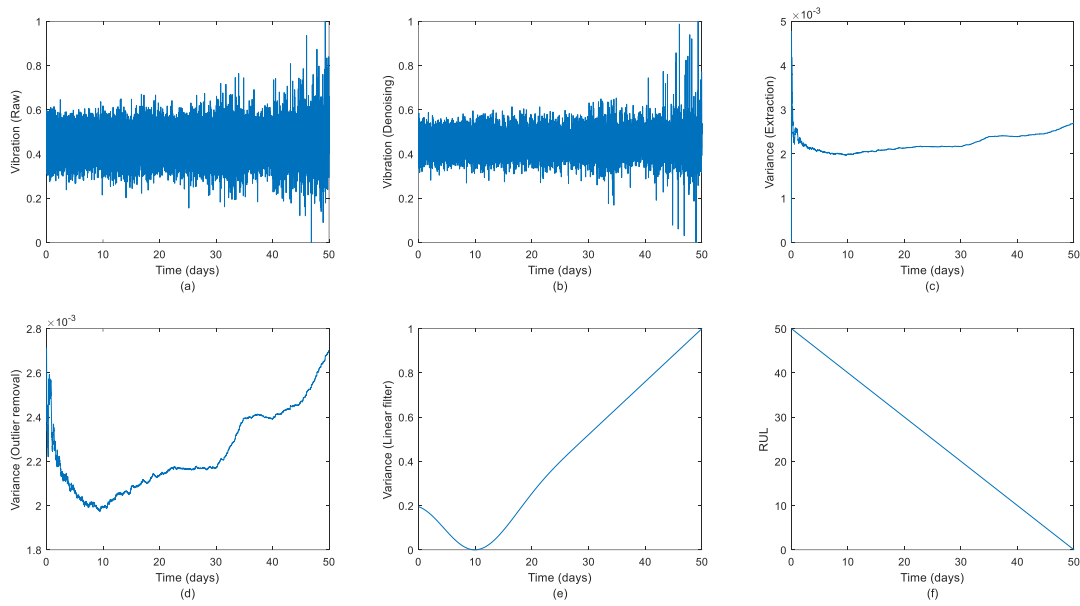 Vibration (Raw)
1
0.8
0.6
0.4
0.2
0
0 10 20 30 40 50
Time (days)
(a)
Vibration (Denoising)
1
0.8
0.6
0.4
0.2
0
0 10 20 30 40 50
Time (days)
(b)
Variance (Extraction)
×10⁻³
5
4
3
2
1
0
0 10 20 30 40 50
Time (days)
(c)
Variance (Outlier removal)
×10⁻³
2.8
2.6
2.4
2.2
2
1.8
0 10 20 30 40 50
Time (days)
(d)
Variance (Linear filter)
1
0.8
0.6
0.4
0.2
0
0 10 20 30 40 50
Time (days)
(e)
RUL
50
40
30
20
10
0
0 10 20 30 40 50
Time (days)
(f)